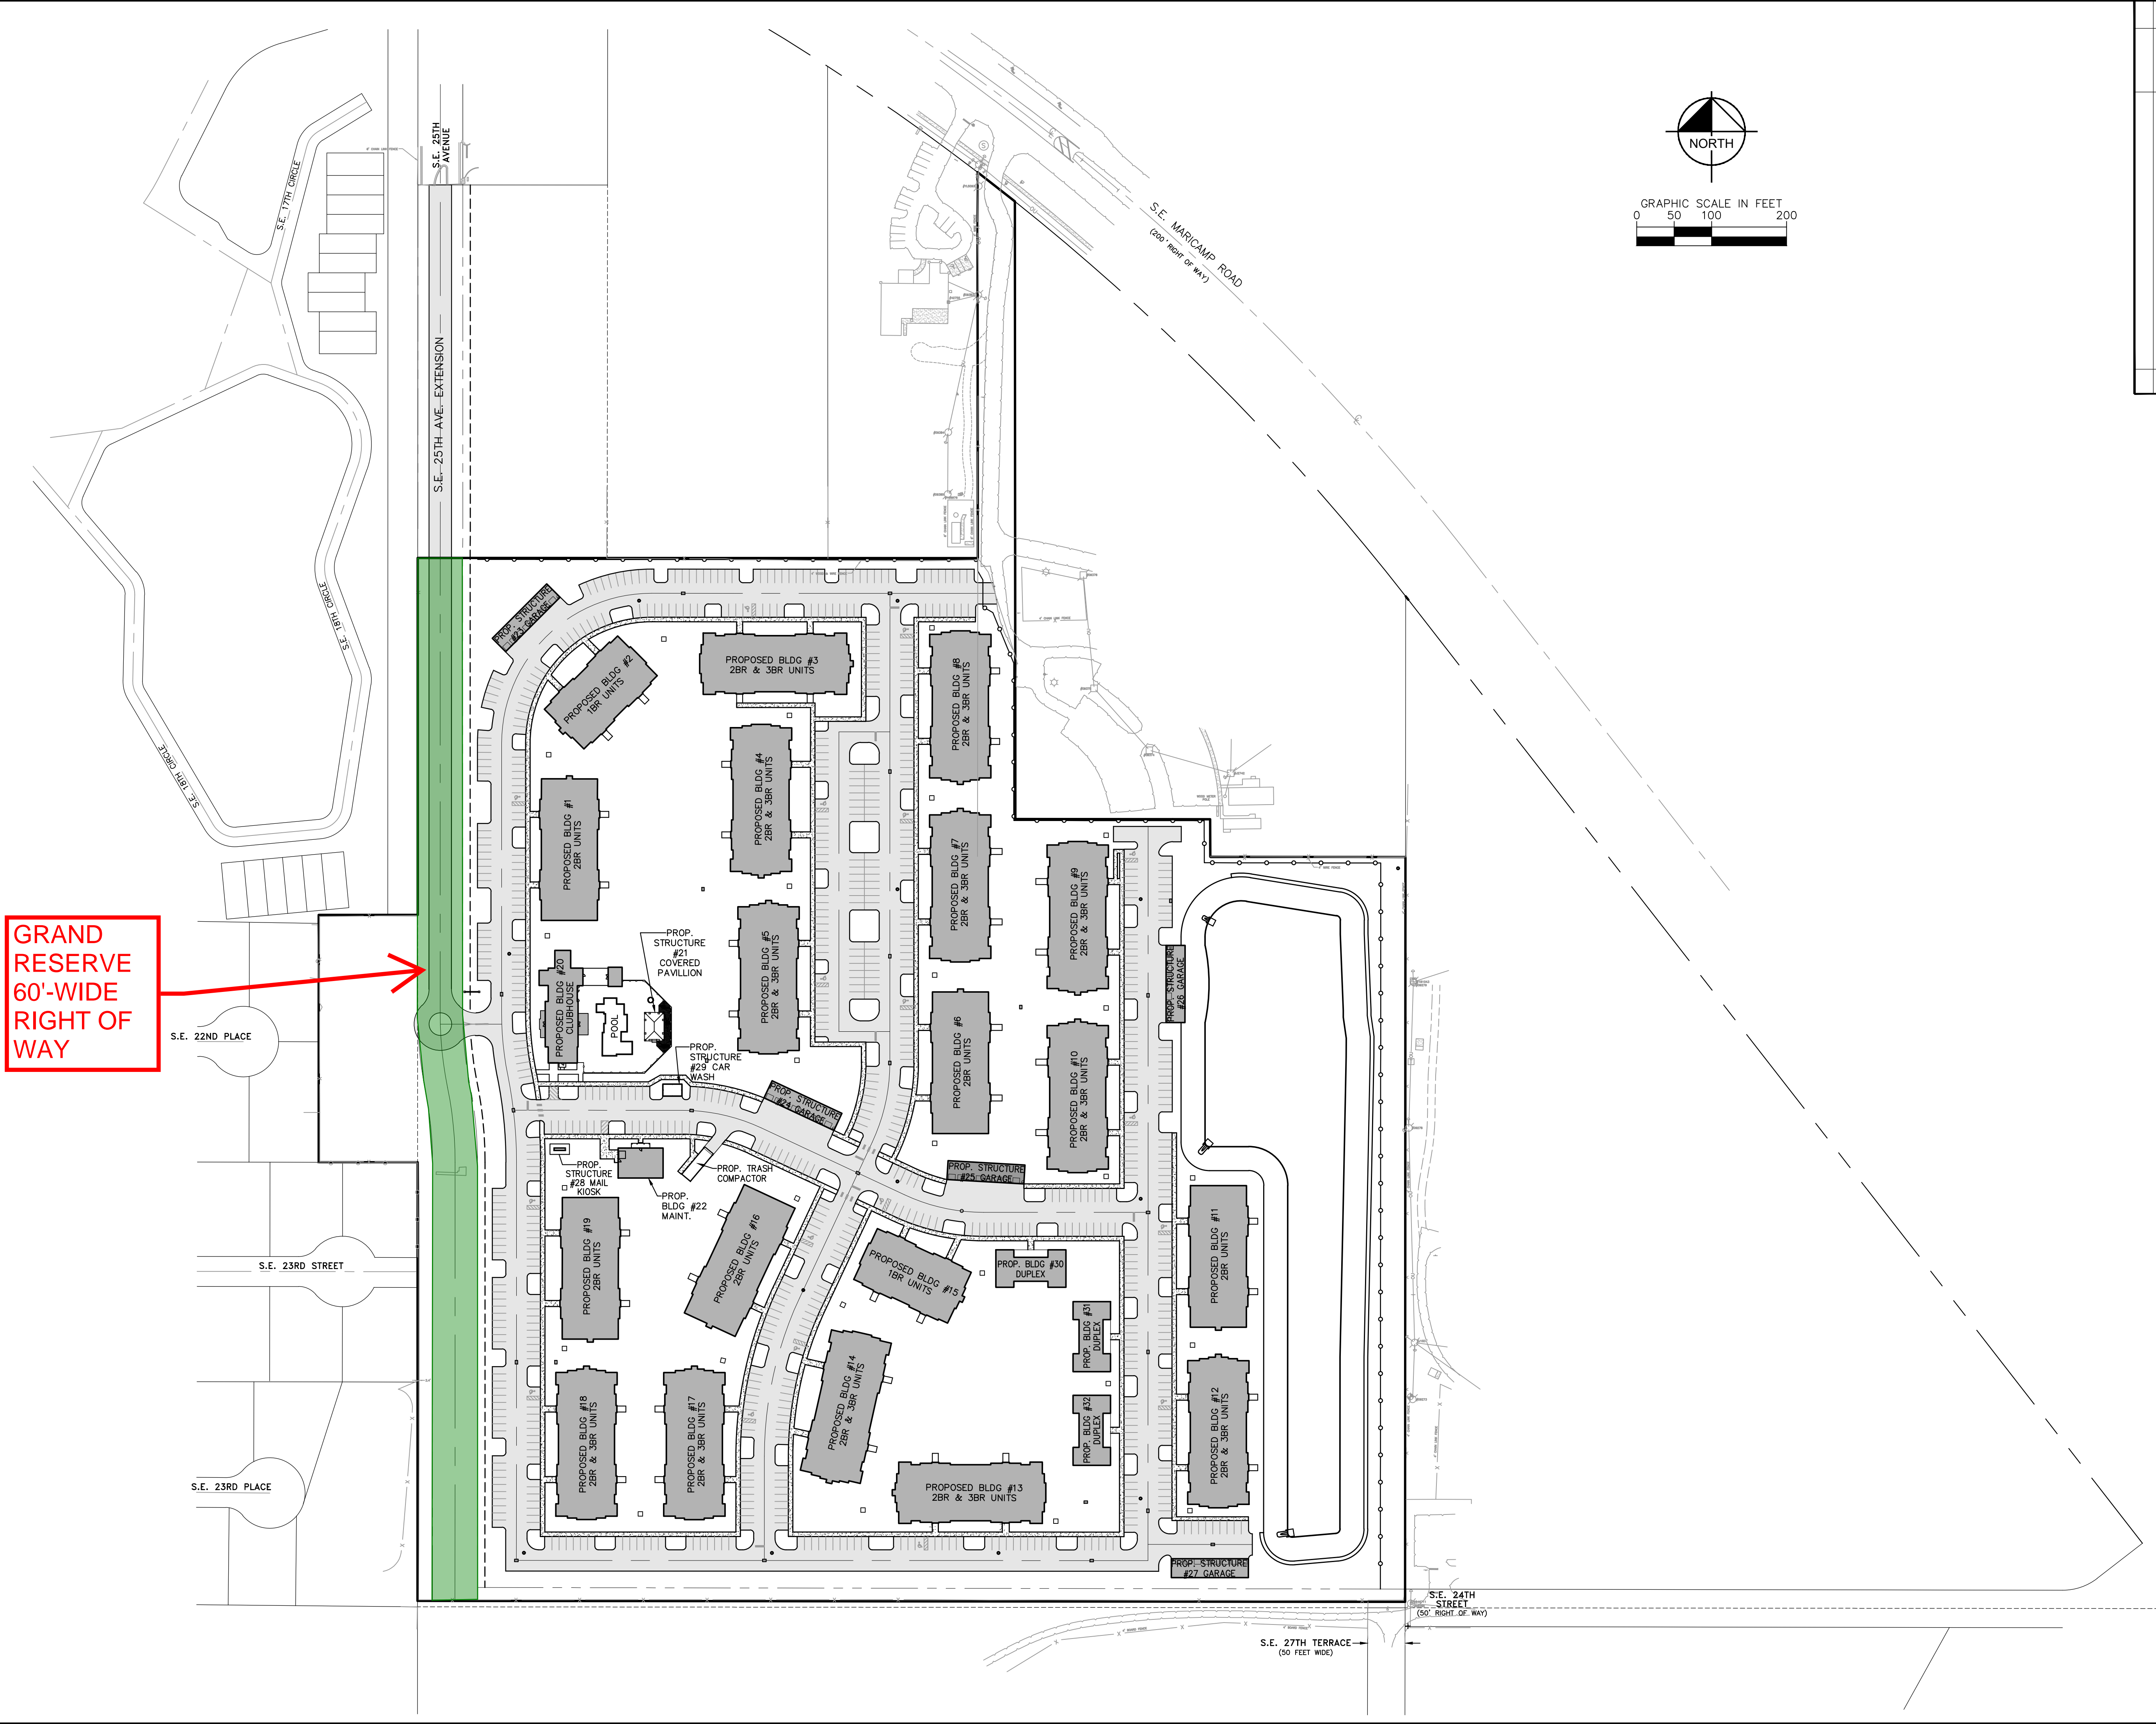 S.E. 25TH
AVENUE
S.E. 17TH CIRCLE
NORTH
GRAPHIC SCALE IN FEET
0 50 100 200
S.E. MARICAMP ROAD
(200' RIGHT OF WAY)
S.E. 25TH AVE. EXTENSION
S.E. 18TH CIRCLE
S.E. 18TH CIRCLE
PROP. STRUCTURE
#23 GARAGE
PROPOSED BLDG #2
1BR UNITS
PROPOSED BLDG #3
2BR & 3BR UNITS
PROPOSED BLDG #8
2BR & 3BR UNITS
PROPOSED BLDG #4
2BR & 3BR UNITS
PROPOSED BLDG #1
2BR UNITS
PROPOSED BLDG #7
2BR & 3BR UNITS
PROPOSED BLDG #9
2BR & 3BR UNITS
GRAND
RESERVE
60'-WIDE
RIGHT OF
WAY
PROPOSED BLDG #5
2BR & 3BR UNITS
PROP.
STRUCTURE
#21
COVERED
PAVILLION
PROPOSED BLDG #20
CLUBHOUSE
POOL
PROP. STRUCTURE
#26 GARAGE
S.E. 22ND PLACE
PROPOSED BLDG #6
2BR UNITS
PROP.
STRUCTURE
#29 CAR
WASH
PROPOSED BLDG #10
2BR & 3BR UNITS
PROP. STRUCTURE
#24 GARAGE
PROP. STRUCTURE
#25 GARAGE
PROP.
STRUCTURE
#28 MAIL
KIOSK
PROP. TRASH
COMPACTOR
PROP.
BLDG #22
MAINT.
PROPOSED BLDG #19
2BR UNITS
PROPOSED BLDG #16
2BR UNITS
PROPOSED BLDG #15
1BR UNITS
PROP. BLDG #30
DUPLEX
PROPOSED BLDG #11
2BR UNITS
S.E. 23RD STREET
PROP. BLDG #31
DUPLEX
PROPOSED BLDG #14
2BR & 3BR UNITS
PROP. BLDG #32
DUPLEX
PROPOSED BLDG #12
2BR & 3BR UNITS
PROPOSED BLDG #18
2BR & 3BR UNITS
PROPOSED BLDG #17
2BR & 3BR UNITS
S.E. 23RD PLACE
PROPOSED BLDG #13
2BR & 3BR UNITS
PROP. STRUCTURE
#27 GARAGE
S.E. 24TH
STREET
(50' RIGHT OF WAY)
S.E. 27TH TERRACE
(50 FEET WIDE)